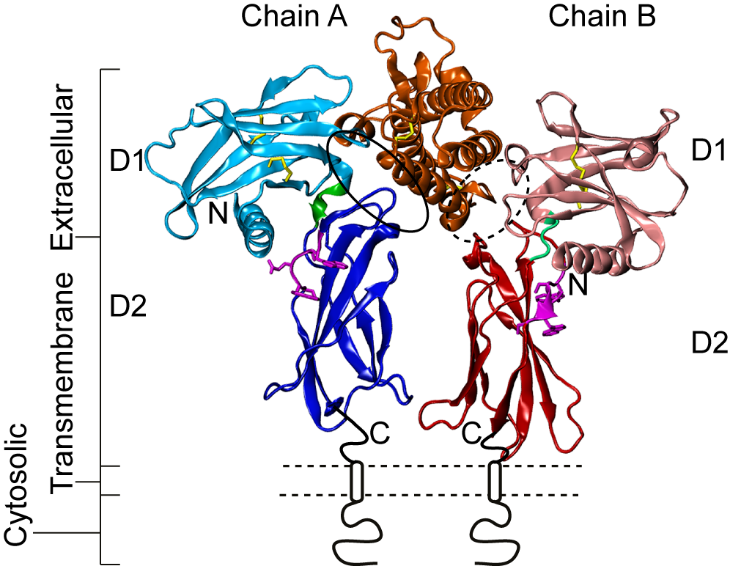 Chain A
Chain B
Extracellular
D1
D1
N
N
Transmembrane
D2
D2
C
C
Cytosolic